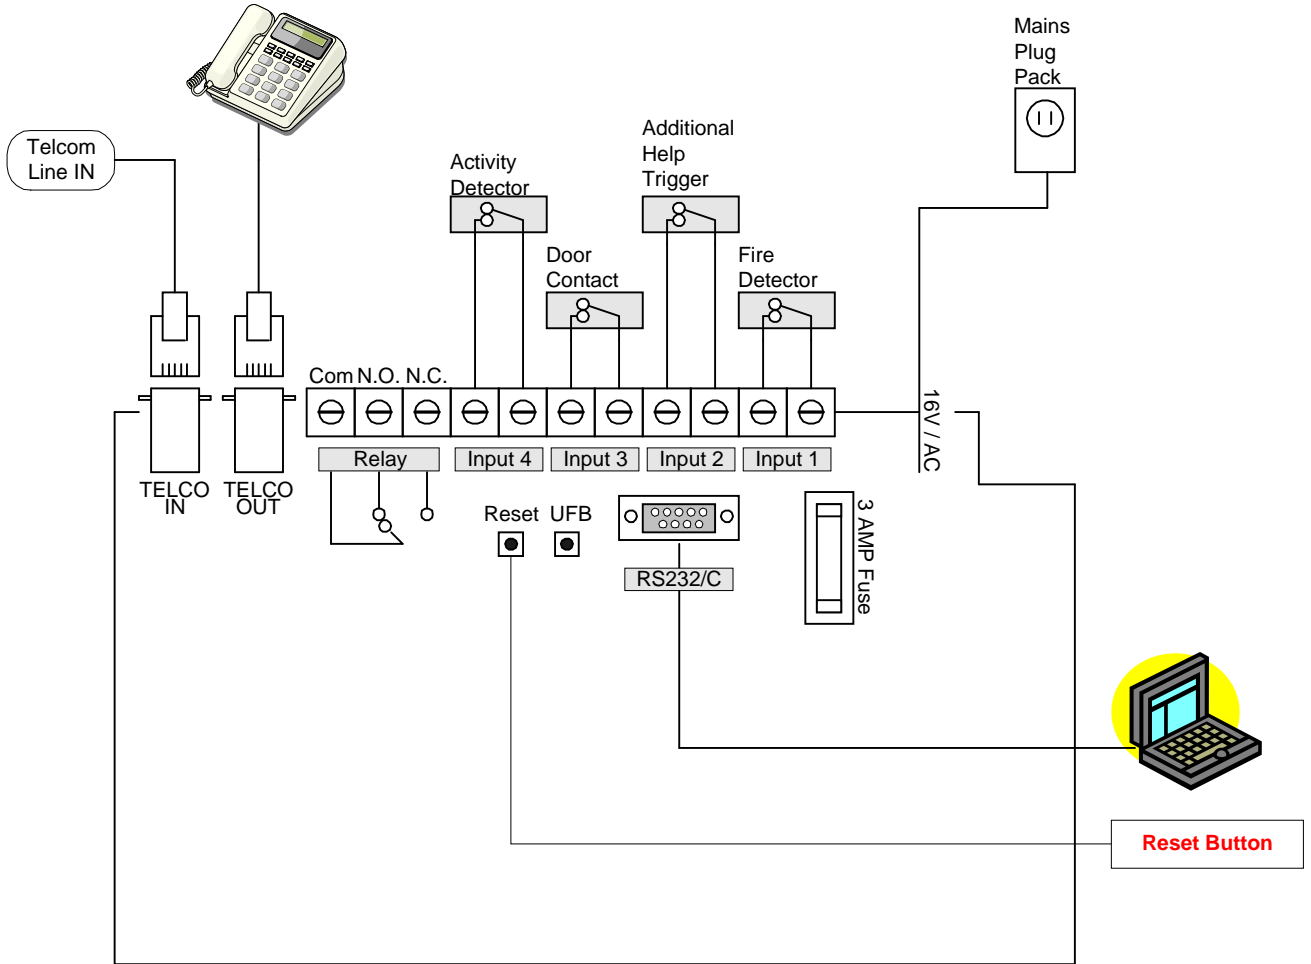 Mains
Plug
Pack
Telcom
Line IN
Additional
Help
Trigger
Activity
Detector
Door
Contact
Fire
Detector
Com N.O. N.C.
Relay
Input 4
Input 3
Input 2
Input 1
16V / AC
TELCO
IN
TELCO
OUT
Reset
UFB
RS232/C
3 AMP Fuse
Reset Button